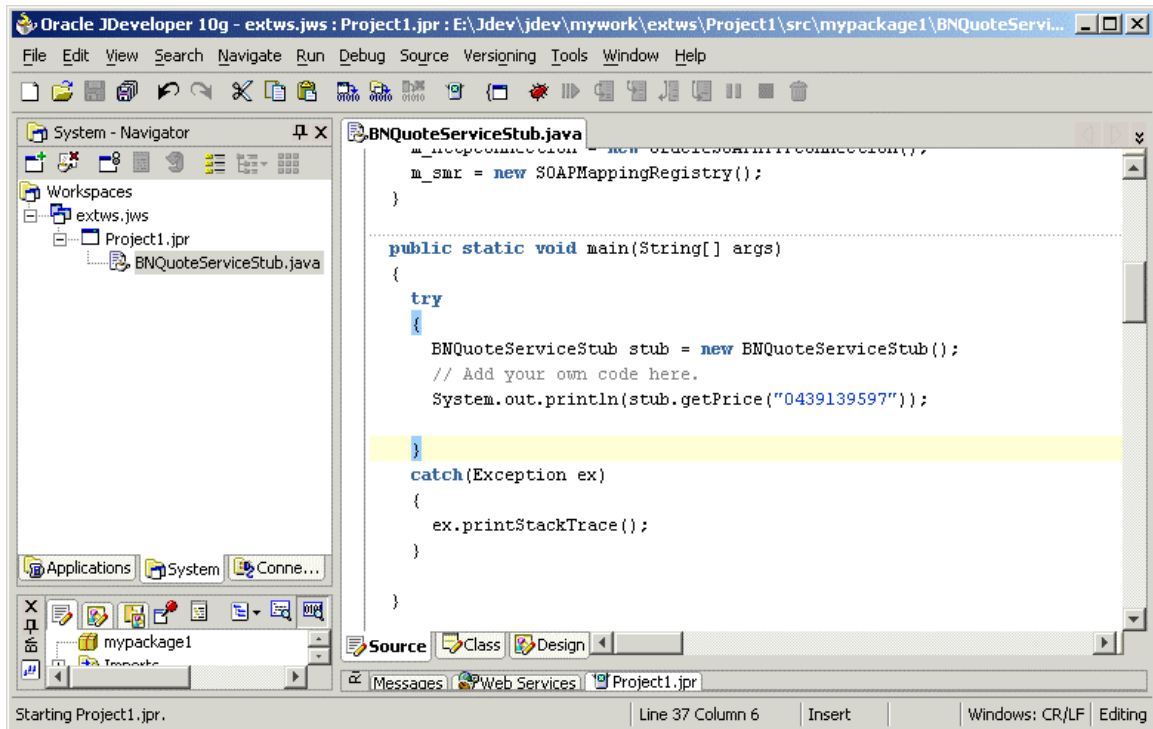 Oracle JDeveloper 10g - extws.jws : Project1.jpr : E:\Jdev\jdev\mywork\extws\Project1\src\mypackage1\BNQuoteServi...
File Edit View Search Navigate Run Debug Source Versioning Tools Window Help
System - Navigator
Workspaces
extws.jws
Project1.jpr
BNQuoteServiceStub.java
Applications System Conne...
mypackage1
Imports
BNQuoteServiceStub.java
m_httpConnection = new OracleSOAPHTTPConnection();
m_smr = new SOAPMappingRegistry();
}
public static void main(String[] args)
{
try
{
BNQuoteServiceStub stub = new BNQuoteServiceStub();
// Add your own code here.
System.out.println(stub.getPrice("0439139597"));
}
catch(Exception ex)
{
ex.printStackTrace();
}
}
Source Class Design
Messages Web Services Project1.jpr
Starting Project1.jpr.
Line 37 Column 6 Insert Windows: CR/LF Editing